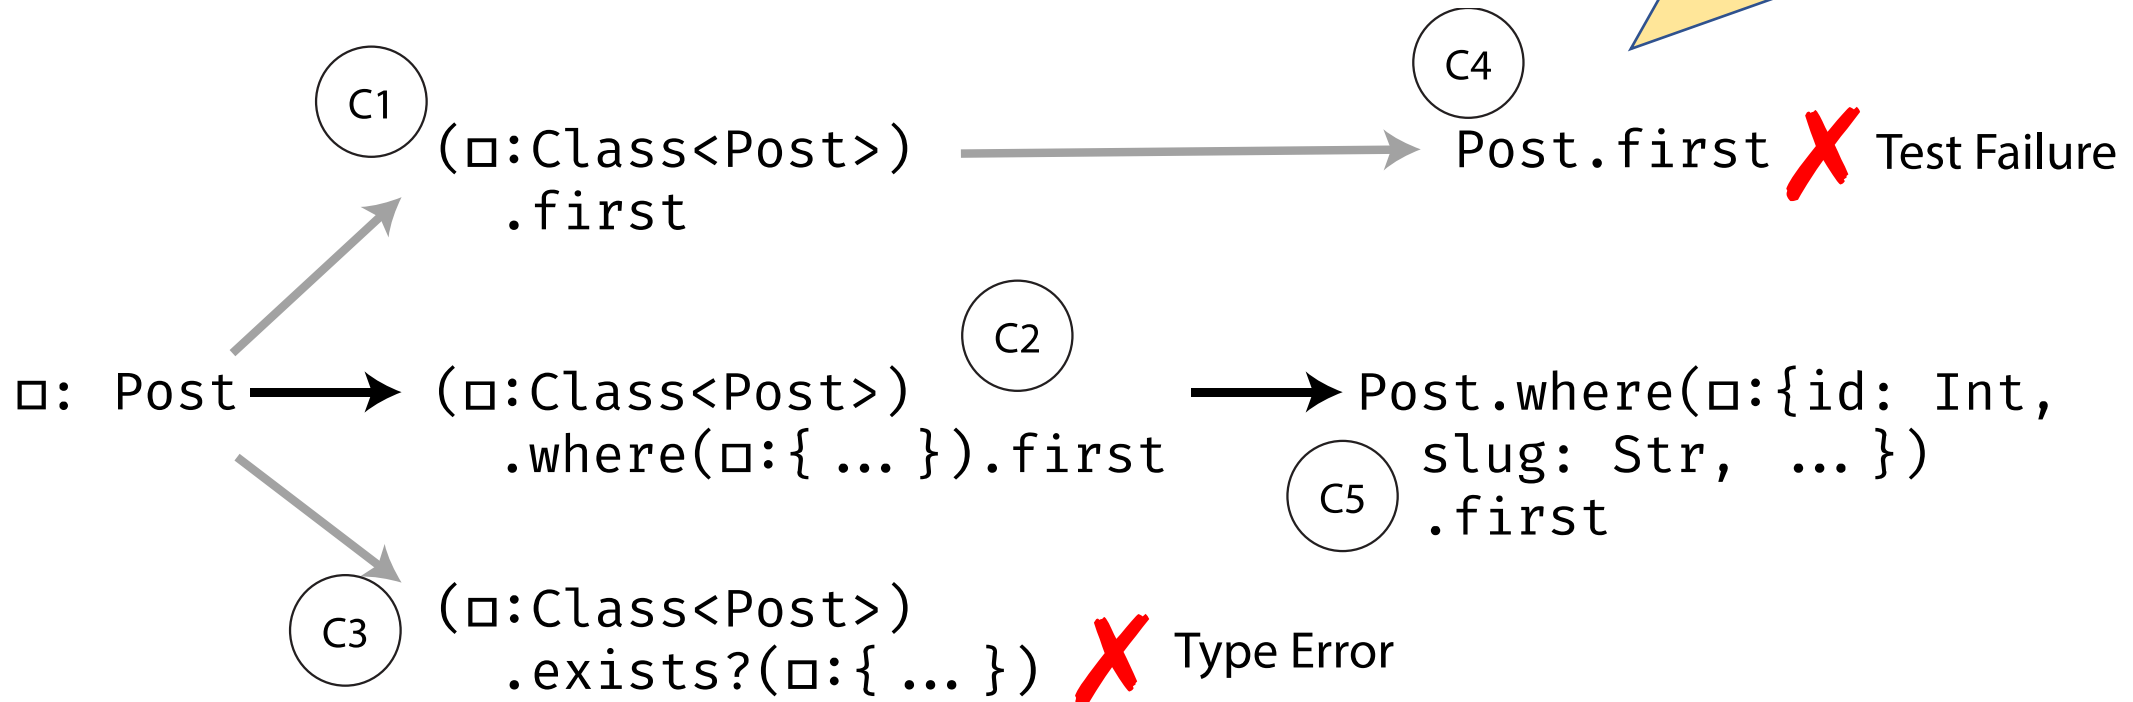 C1
(□:Class<Post>)
.first
C4
Post.first ✗ Test Failure
□: Post
(□:Class<Post>)
.where(□:{ … }).first
C2
Post.where(□:{id: Int,
slug: Str, … })
.first
C5
C3
(□:Class<Post>)
.exists?(□:{ … }) ✗ Type Error